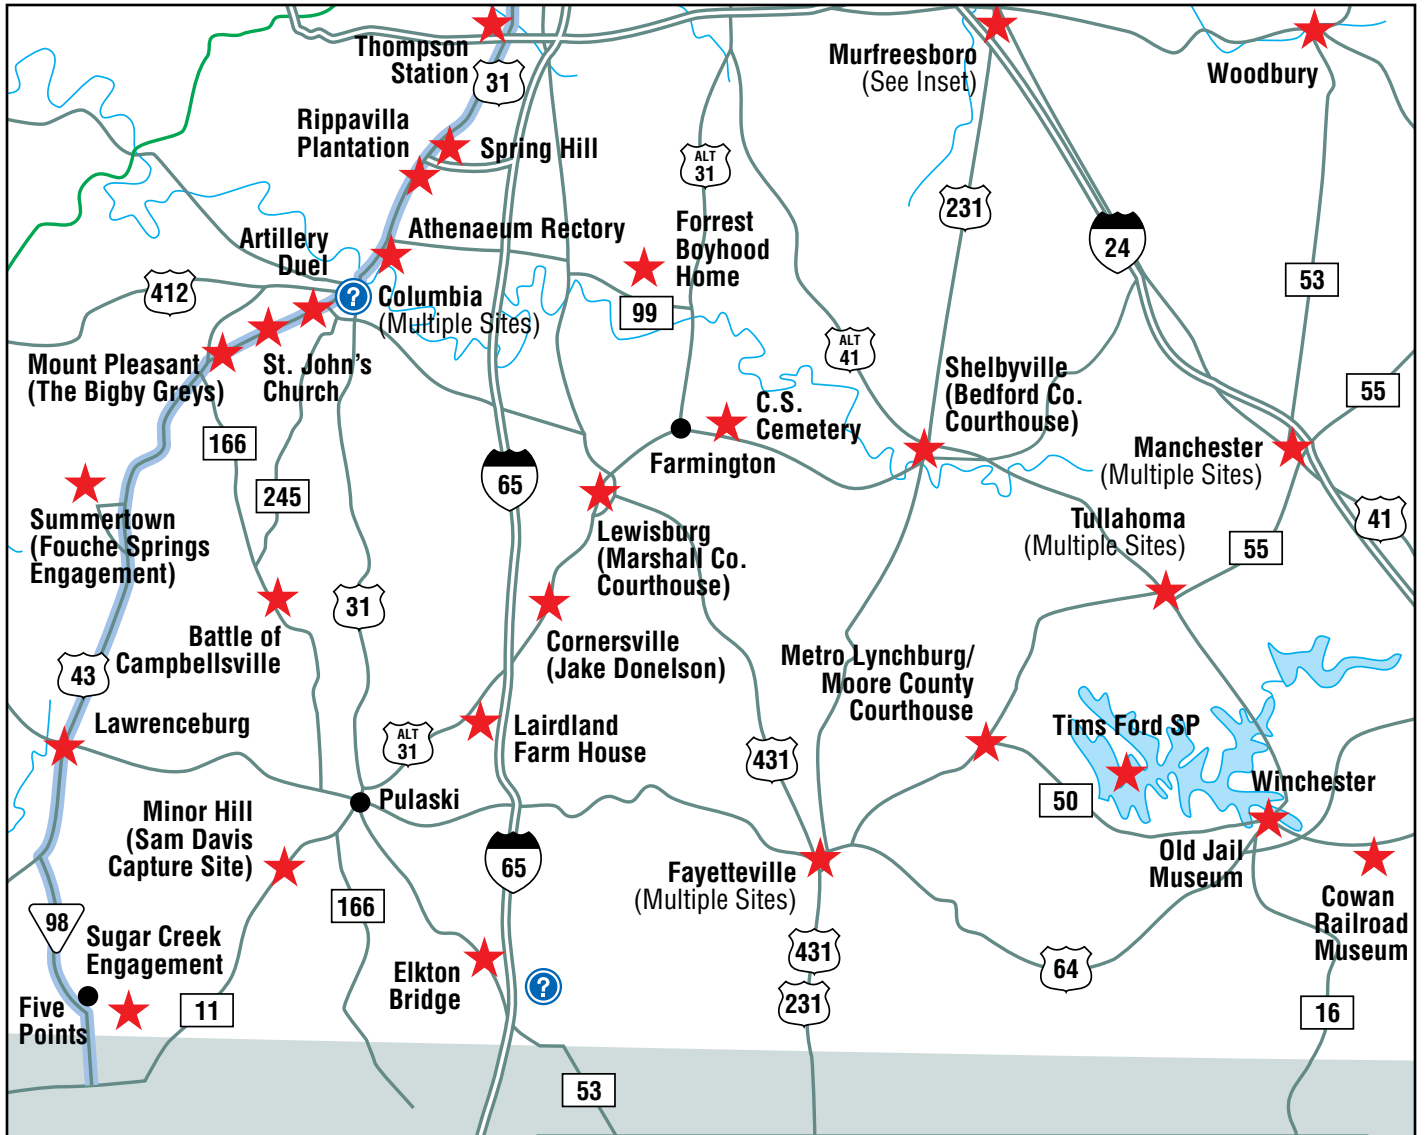 Thompson
Station
31
Murfreesboro
(See Inset)
Woodbury
Rippavilla
Plantation
Spring Hill
ALT
31
231
24
Artillery
Duel
Athenaeum Rectory
Forrest
Boyhood
Home
53
412
Columbia
(Multiple Sites)
99
ALT
41
Mount Pleasant
(The Bigby Greys)
St. John's
Church
Shelbyville
(Bedford Co.
Courthouse)
55
C.S.
Cemetery
166
Farmington
Manchester
(Multiple Sites)
65
245
Summertown
(Fouche Springs
Engagement)
Lewisburg
(Marshall Co.
Courthouse)
Tullahoma
(Multiple Sites)
41
55
31
Battle of
Campbellsville
Cornersville
(Jake Donelson)
Metro Lynchburg/
Moore County
Courthouse
43
Lawrenceburg
ALT
31
Lairdland
Farm House
Tims Ford SP
431
Winchester
50
Pulaski
Minor Hill
(Sam Davis
Capture Site)
65
Fayetteville
(Multiple Sites)
Old Jail
Museum
Cowan
Railroad
Museum
166
98
Sugar Creek
Engagement
431
64
Elkton
Bridge
?
?
Five
Points
11
231
16
53